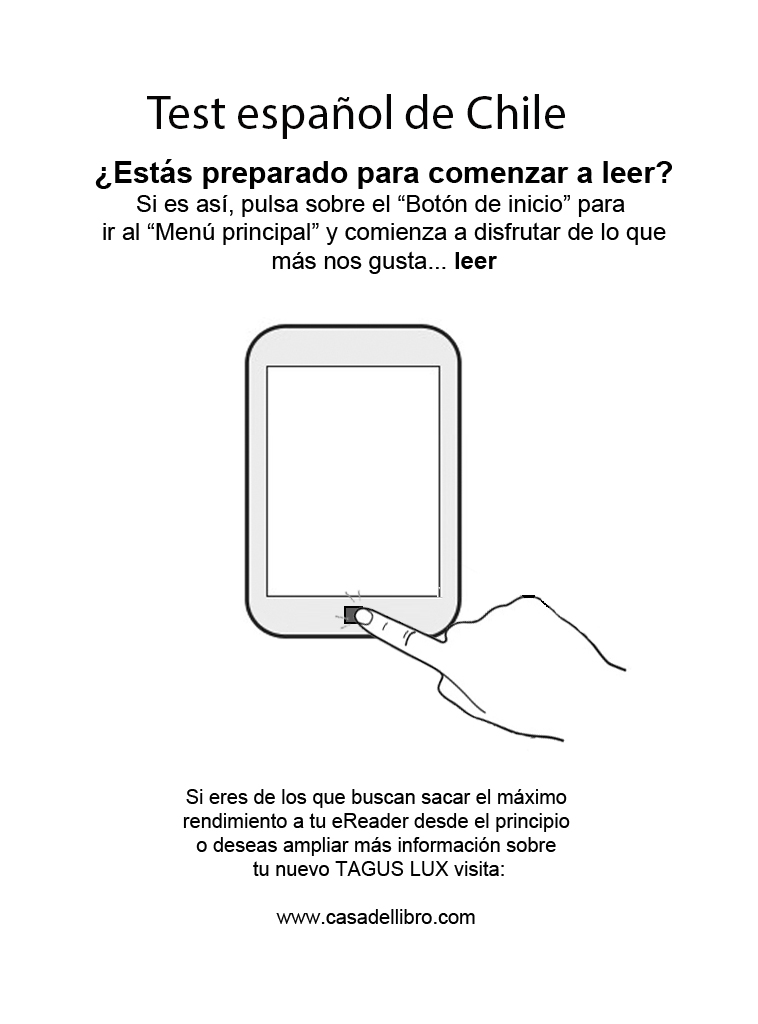 Test español de Chile
¿Estás preparado para comenzar a leer?
Si es así, pulsa sobre el “Botón de inicio” para
ir al “Menú principal” y comienza a disfrutar de lo que
más nos gusta... leer
Si eres de los que buscan sacar el máximo
rendimiento a tu eReader desde el principio
o deseas ampliar más información sobre
tu nuevo TAGUS LUX visita:
www.casadellibro.com